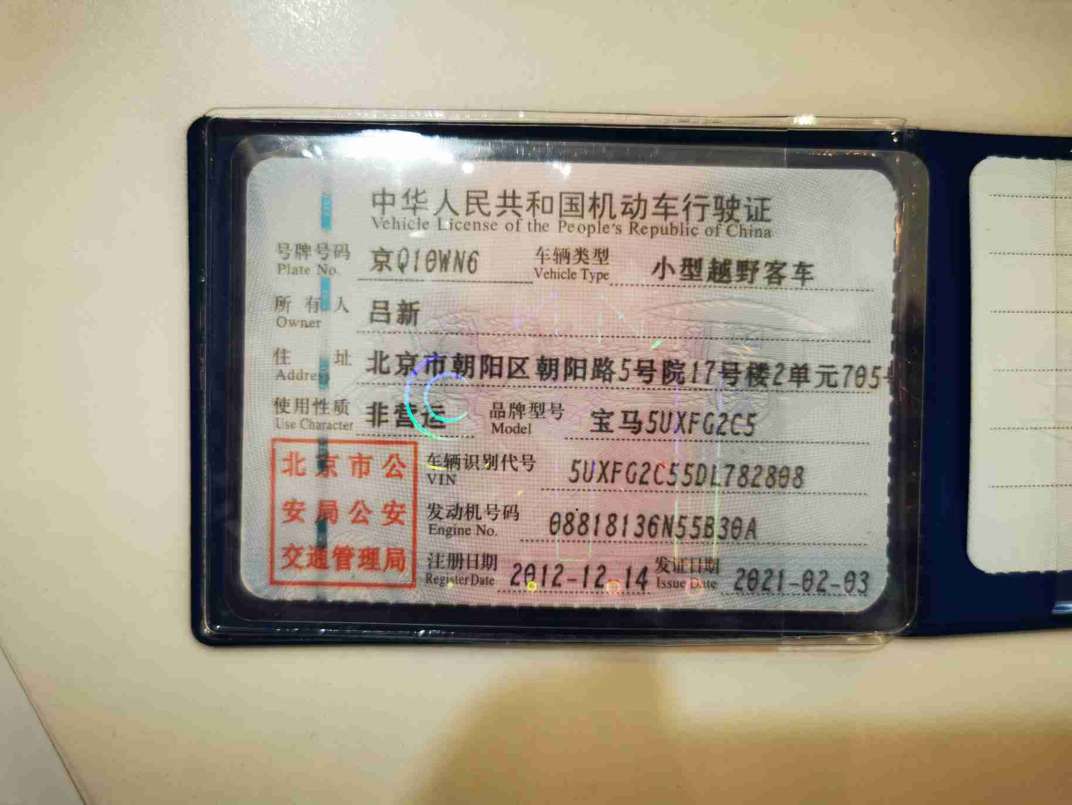 中华人民共和国机动车行驶证
Vehicle License of the People's Republic of China
号牌号码 京Q10WN6 车辆类型 小型越野客车
Plate No. Vehicle Type
所有人 吕新
Owner
住址 北京市朝阳区朝阳路5号院17号楼2单元705号
Address
使用性质 非营运 品牌型号 宝马5UXFG2C5
Use Character Model
北京市公 车辆识别代号 5UXFG2C55DL782808
VIN
安局公安 发动机号码 08818136N55B30A
Engine No.
交通管理局 注册日期 2012-12-14 发证日期 2021-02-03
Register Date Issue Date